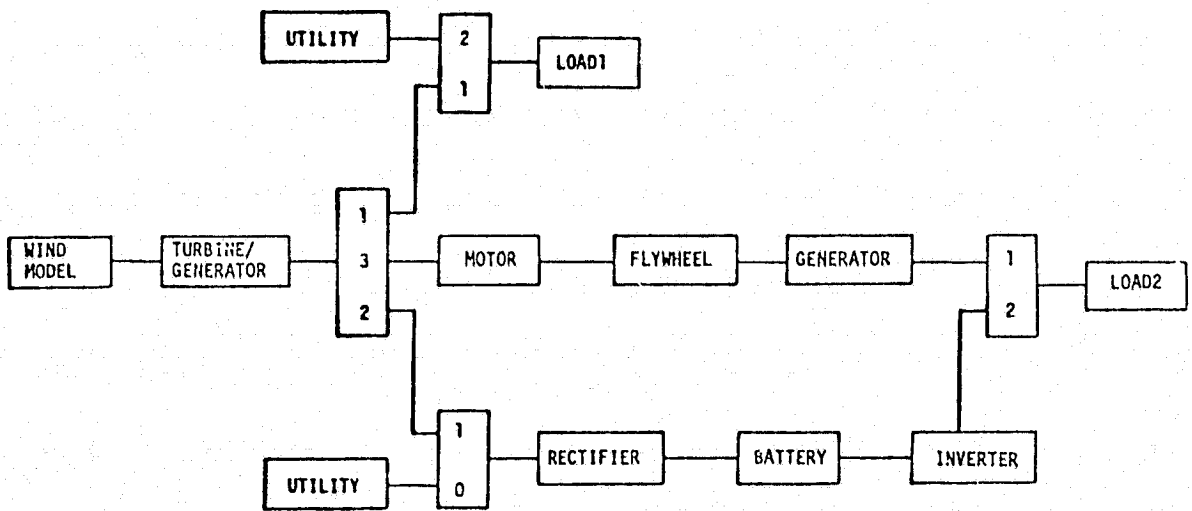 UTILITY
2
LOAD1
1
1
WIND
MODEL
TURBINE/
GENERATOR
3
MOTOR
FLYWHEEL
GENERATOR
1
LOAD2
2
2
1
RECTIFIER
BATTERY
INVERTER
UTILITY
0